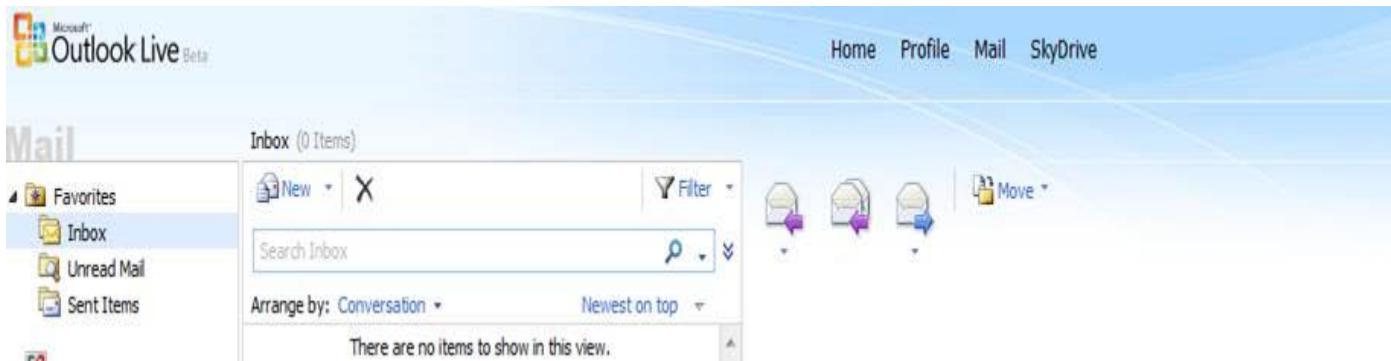 Microsoft®
Outlook Live Beta
Home Profile Mail SkyDrive
Mail
Inbox (0 Items)
Favorites
Inbox
Unread Mail
Sent Items
New
Filter
Search Inbox
Arrange by: Conversation
Newest on top
There are no items to show in this view.
Move